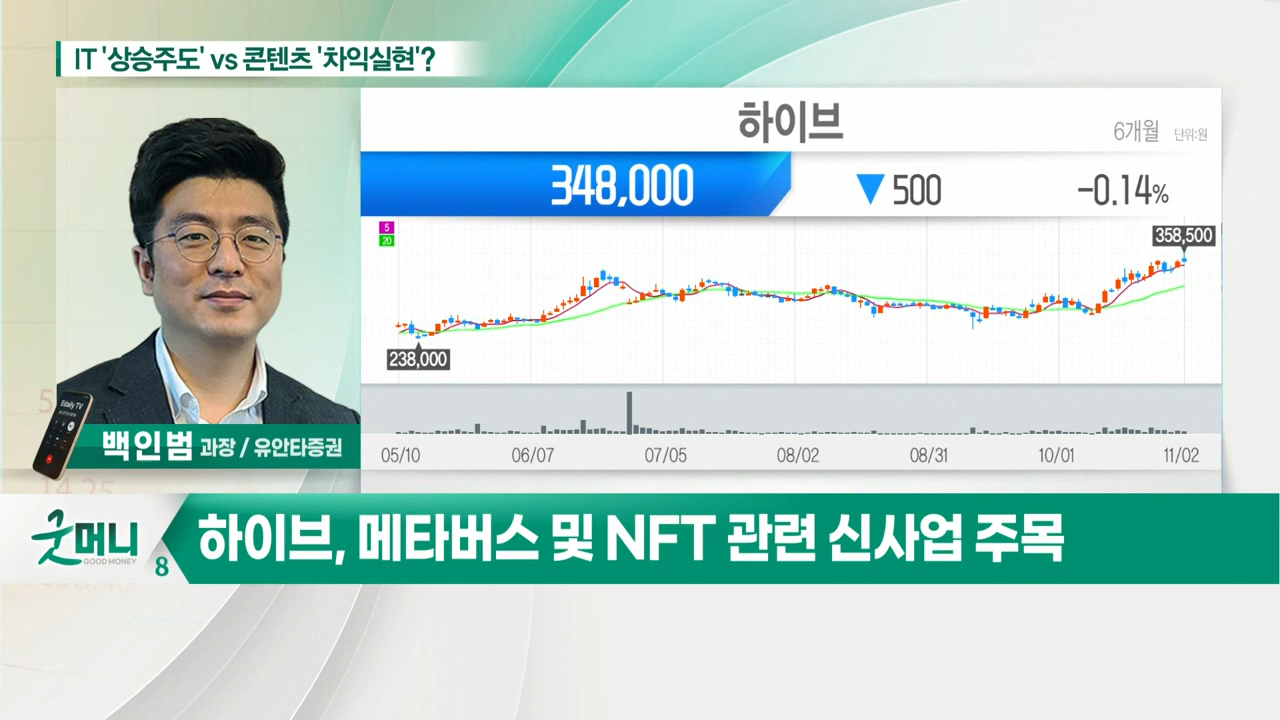 IT '상승주도' vs 콘텐츠 '차익실현'?
하이브
6개월 단위:원
348,000 ▼ 500 -0.14%
5
20
358,500
238,000
05/10 06/07 07/05 08/02 08/31 10/01 11/02
Edaily TV
백인범 과장 / 유안타증권
14.25
굿머니
GOOD MONEY
8
하이브, 메타버스 및 NFT 관련 신사업 주목